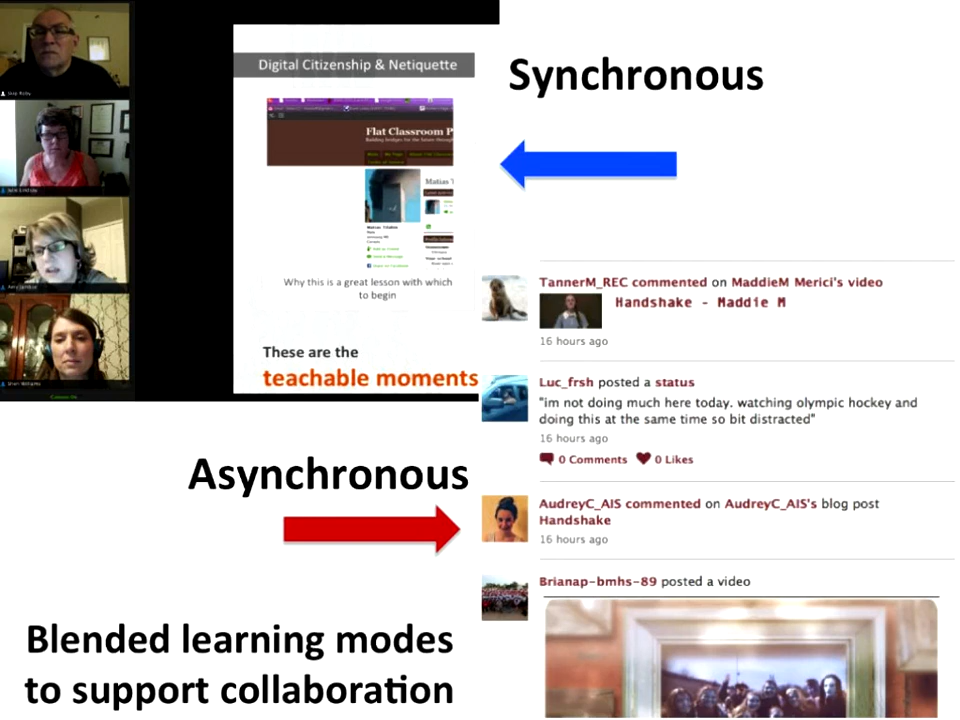 Digital Citizenship & Netiquette
Synchronous
Flat Classroom P
Why this is a great lesson with which
to begin
These are the
teachable moments
TannerM_REC commented on MaddieM Merici's video
Handshake - Maddie M
16 hours ago
Luc_frsh posted a status
"im not doing much here today. watching olympic hockey and
doing this at the same time so bit distracted"
16 hours ago
0 Comments 0 Likes
Asynchronous
AudreyC_AIS commented on AudreyC_AIS's blog post
Handshake
16 hours ago
Brianap-bmhs-89 posted a video
Blended learning modes
to support collaboration